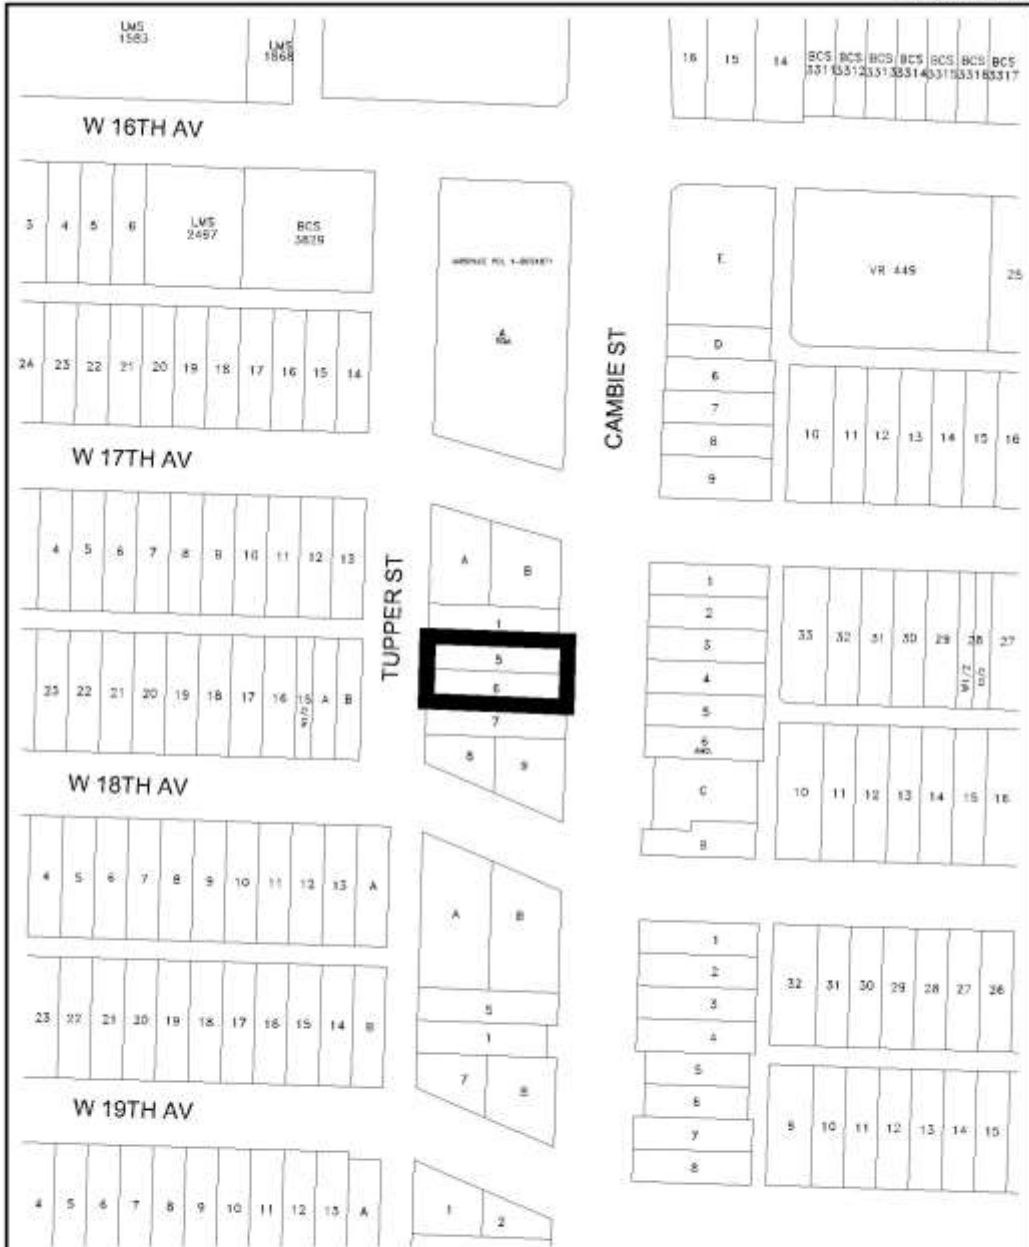 LMS
1583
LMS
1868
16 15 14 BCS BCS BCS BCS BCS BCS BCS
3311 3312 3313 3314 3315 3316 3317
W 16TH AV
3 4 5 6 LMS
2497
BCS
3829
E
VR 449
25
A
D
24 23 22 21 20 19 18 17 16 15 14
6
7
8
9
10 11 12 13 14 15 16
CAMBIE ST
W 17TH AV
4 5 6 7 8 9 10 11 12 13
A B
1
TUPPER ST
5
6
7
8 9
1
2
3
4
5
6
C
B
33 32 31 30 29 28 27
W1/2
E1/2
23 22 21 20 19 18 17 16 15 A B
W 18TH AV
10 11 12 13 14 15 16
4 5 6 7 8 9 10 11 12 13 A
A B
5
1
7 8
1
2
3
4
5
6
7
8
32 31 30 29 28 27 26
23 22 21 20 19 18 17 16 15 14 B
W 19TH AV
9 10 11 12 13 14 15
4 5 6 7 8 9 10 11 12 13 A
1 2